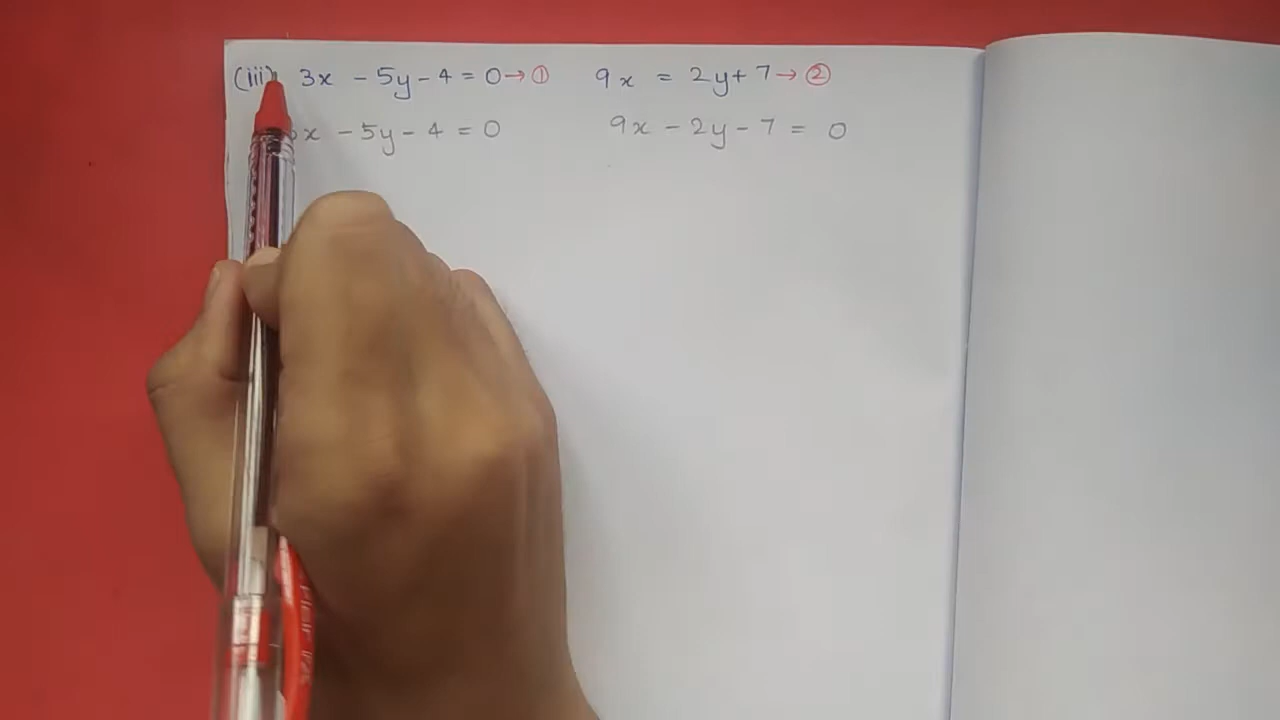 (iii) 3x - 5y - 4 = 0 → ① 9x = 2y + 7 → ②
x - 5y - 4 = 0 9x - 2y - 7 = 0